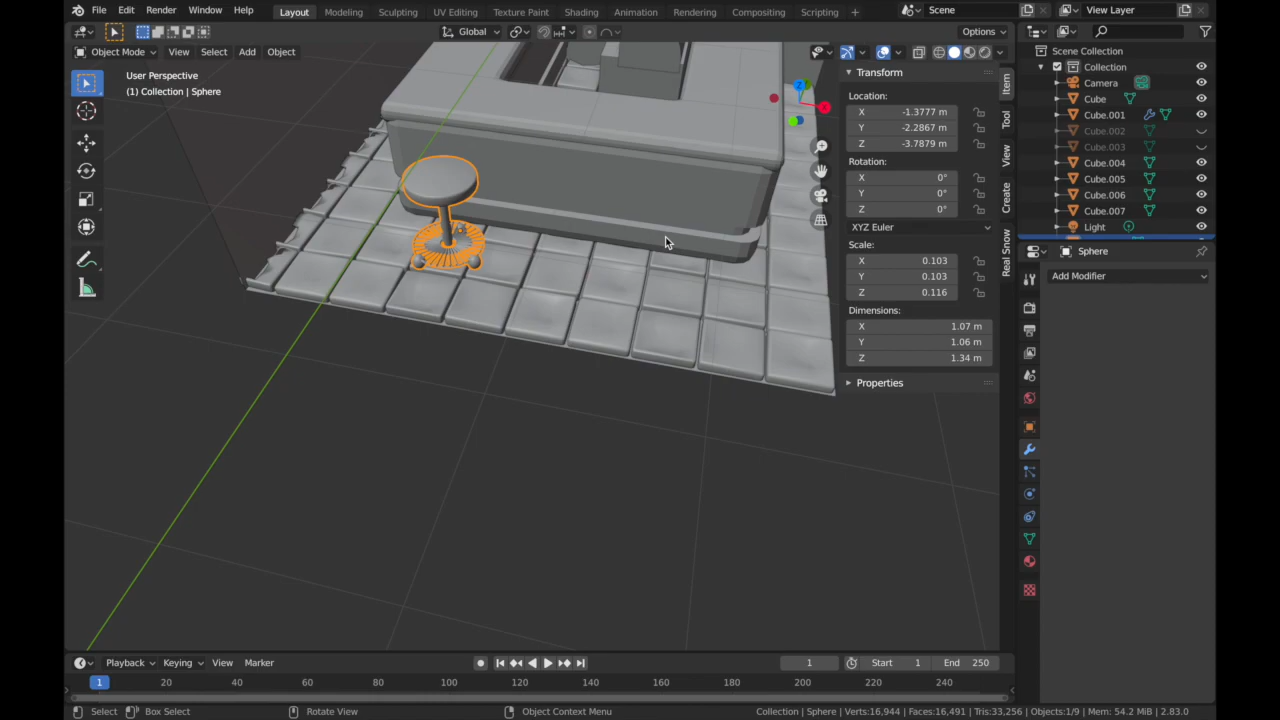 File Edit Render Window Help Layout Modeling Sculpting UV Editing Texture Paint Shading Animation Rendering Compositing Scripting + Scene View Layer
Global Options
Object Mode View Select Add Object
User Perspective
(1) Collection | Sphere
Transform
Location:
X -1.3777 m
Y -2.2867 m
Z -3.7879 m
Rotation:
X 0°
Y 0°
Z 0°
XYZ Euler
Scale:
X 0.103
Y 0.103
Z 0.116
Dimensions:
X 1.07 m
Y 1.06 m
Z 1.34 m
Properties
Item
Tool
View
Create
Real Snow
Scene Collection
Collection
Camera
Cube
Cube.001
Cube.002
Cube.003
Cube.004
Cube.005
Cube.006
Cube.007
Light
Sphere
Add Modifier
Playback Keying View Marker 1 Start 1 End 250
1 20 40 60 80 100 120 140 160 180 200 220 240
Select Box Select Rotate View Object Context Menu Collection | Sphere | Verts:16,944 | Faces:16,491 | Tris:33,256 | Objects:1/9 | Mem: 54.2 MiB | 2.83.0